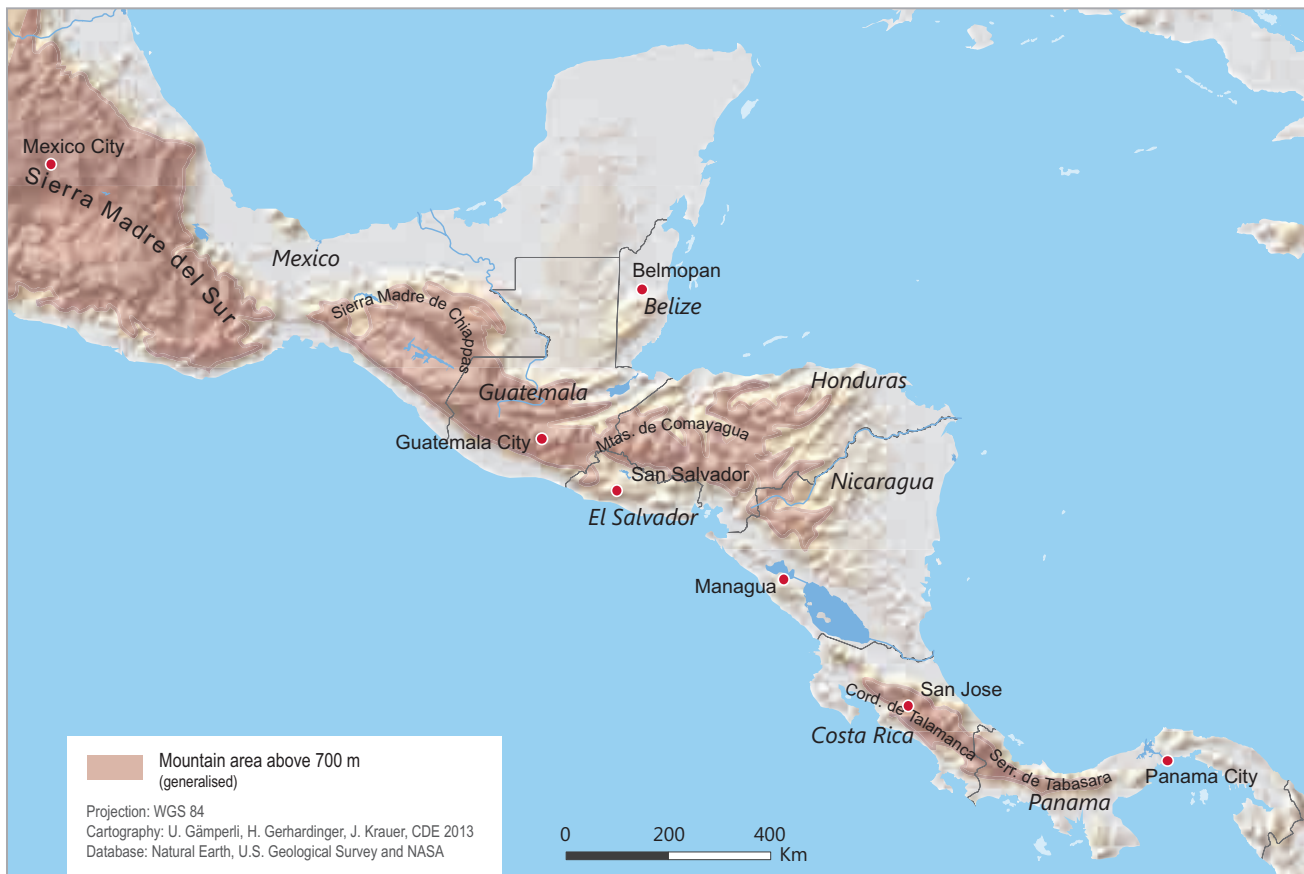 Mexico City
Sierra Madre del Sur
Mexico
Belmopan
Belize
Sierra Madre de Chiappas
Guatemala
Honduras
Guatemala City
Mtas. de Comayagua
San Salvador
El Salvador
Nicaragua
Managua
San Jose
Cord. de Talamanca
Costa Rica
Serr. de Tabasara
Panama City
Panama
Mountain area above 700 m
(generalised)
Projection: WGS 84
Cartography: U. Gämperli, H. Gerhardinger, J. Krauer, CDE 2013
Database: Natural Earth, U.S. Geological Survey and NASA
0 200 400
Km